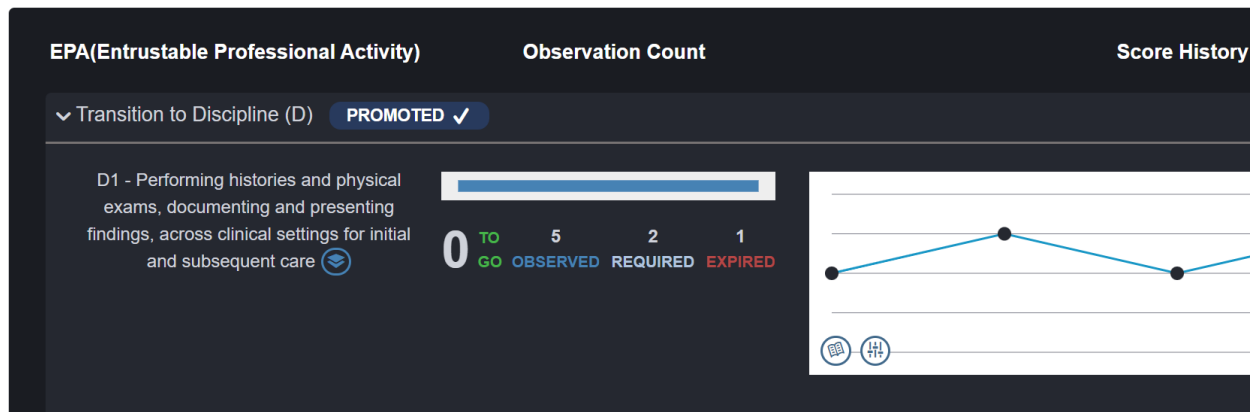 EPA(Entrustable Professional Activity) Observation Count Score History
Transition to Discipline (D) PROMOTED
D1 - Performing histories and physical
exams, documenting and presenting
findings, across clinical settings for initial
and subsequent care
0 TO GO
5 OBSERVED
2 REQUIRED
1 EXPIRED